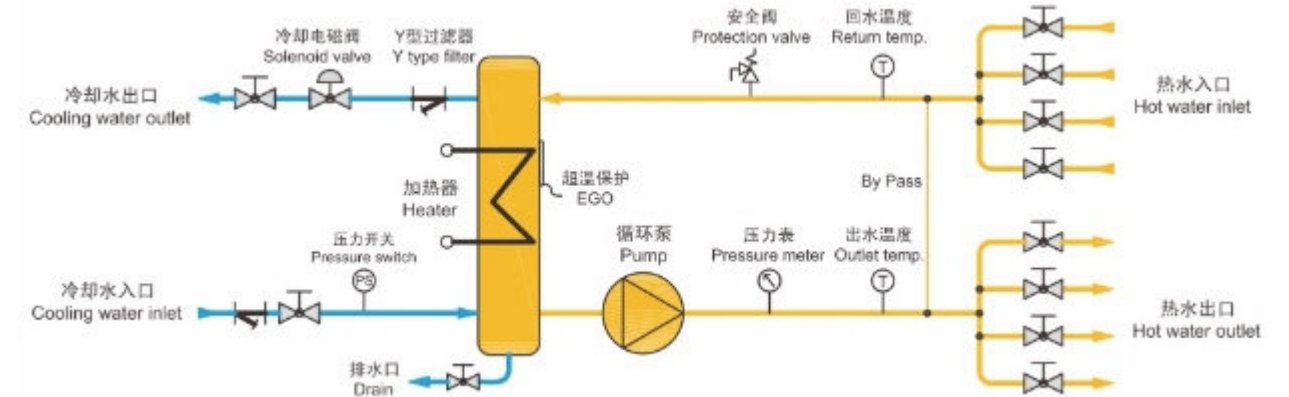 安全阀
Protection valve
回水温度
Return temp.
冷却电磁阀
Solenoid valve
Y型过滤器
Y type filter
T
冷却水出口
Cooling water outlet
热水入口
Hot water inlet
加热器
Heater
超温保护
EGO
By Pass
压力开关
Pressure switch
PS
循环泵
Pump
压力表
Pressure meter
出水温度
Outlet temp.
T
冷却水入口
Cooling water inlet
热水出口
Hot water outlet
排水口
Drain